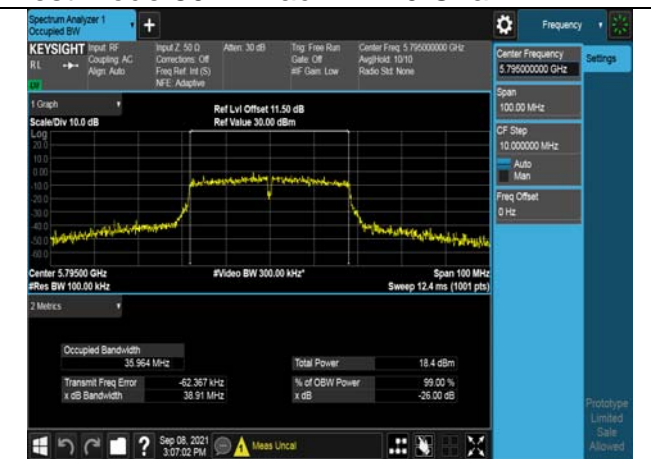 Spectrum Analyzer 1
Occupied BW
+
Frequency
KEYSIGHT
RL
Input: RF
Coupling: AC
Align: Auto
Input Z: 50 Ω
Corrections: Off
Freq Ref: Int (S)
NFE: Adaptive
Atten: 30 dB
Trig: Free Run
Gate: Off
#IF Gain: Low
Center Freq: 5.795000000 GHz
Avg|Hold: 10/10
Radio Std: None
Center Frequency
5.795000000 GHz
Settings
Span
100.00 MHz
CF Step
10.000000 MHz
Auto
Man
Freq Offset
0 Hz
1 Graph
Scale/Div 10.0 dB
Ref Lvl Offset 11.50 dB
Ref Value 30.00 dBm
Log
20.0
10.0
0.00
-10.0
-20.0
-30.0
-40.0
-50.0
-60.0
Center 5.79500 GHz
#Res BW 100.00 kHz
#Video BW 300.00 kHz*
Span 100 MHz
Sweep 12.4 ms (1001 pts)
2 Metrics
Occupied Bandwidth
35.964 MHz
Total Power 18.4 dBm
Transmit Freq Error -62.367 kHz
% of OBW Power 99.00 %
x dB Bandwidth 38.91 MHz
x dB -26.00 dB
Prototype
Limited
Sale
Allowed
?
Sep 08, 2021
3:07:02 PM
Meas Uncal